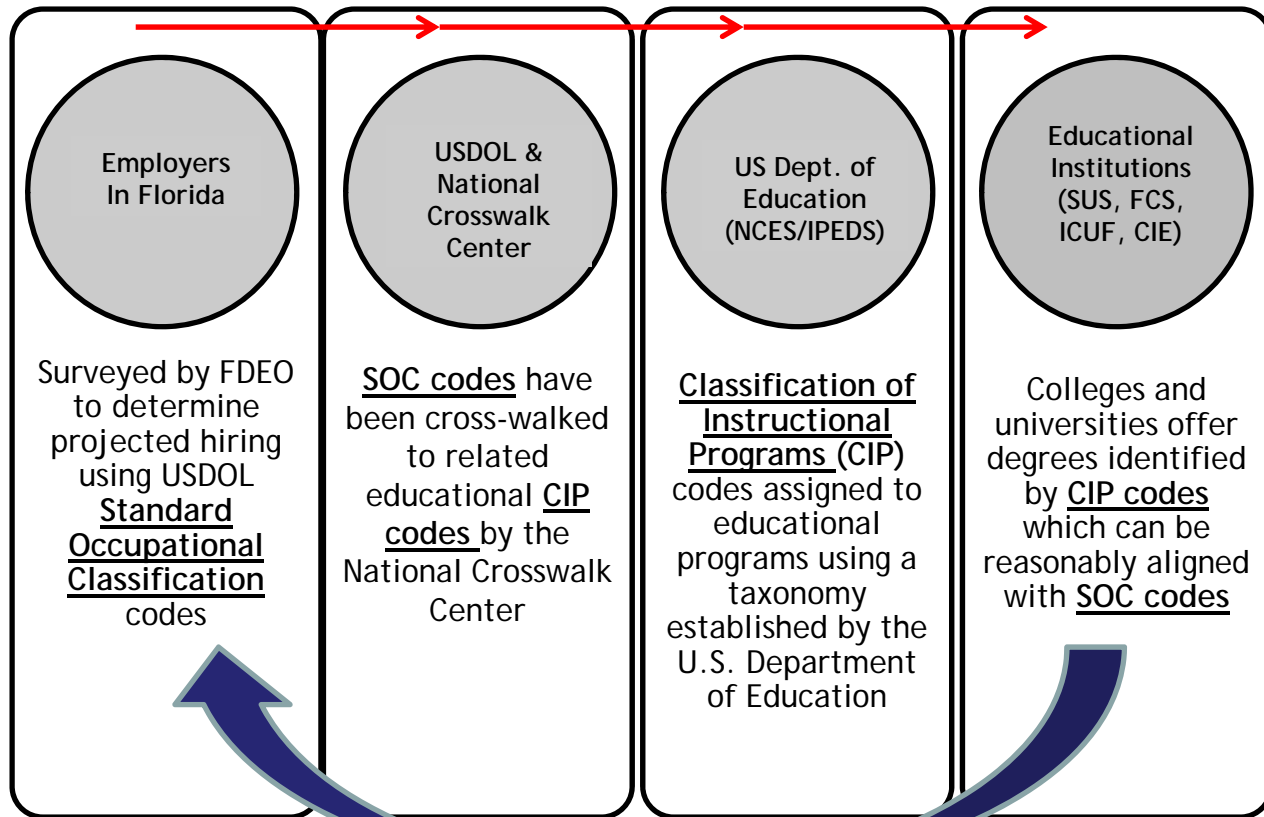 Employers
In Florida
Surveyed by FDEO
to determine
projected hiring
using USDOL
Standard
Occupational
Classification
codes
USDOL &
National
Crosswalk
Center
SOC codes have
been cross-walked
to related
educational CIP
codes by the
National Crosswalk
Center
US Dept. of
Education
(NCES/IPEDS)
Classification of
Instructional
Programs (CIP)
codes assigned to
educational
programs using a
taxonomy
established by the
U.S. Department
of Education
Educational
Institutions
(SUS, FCS,
ICUF, CIE)
Colleges and
universities offer
degrees identified
by CIP codes
which can be
reasonably aligned
with SOC codes